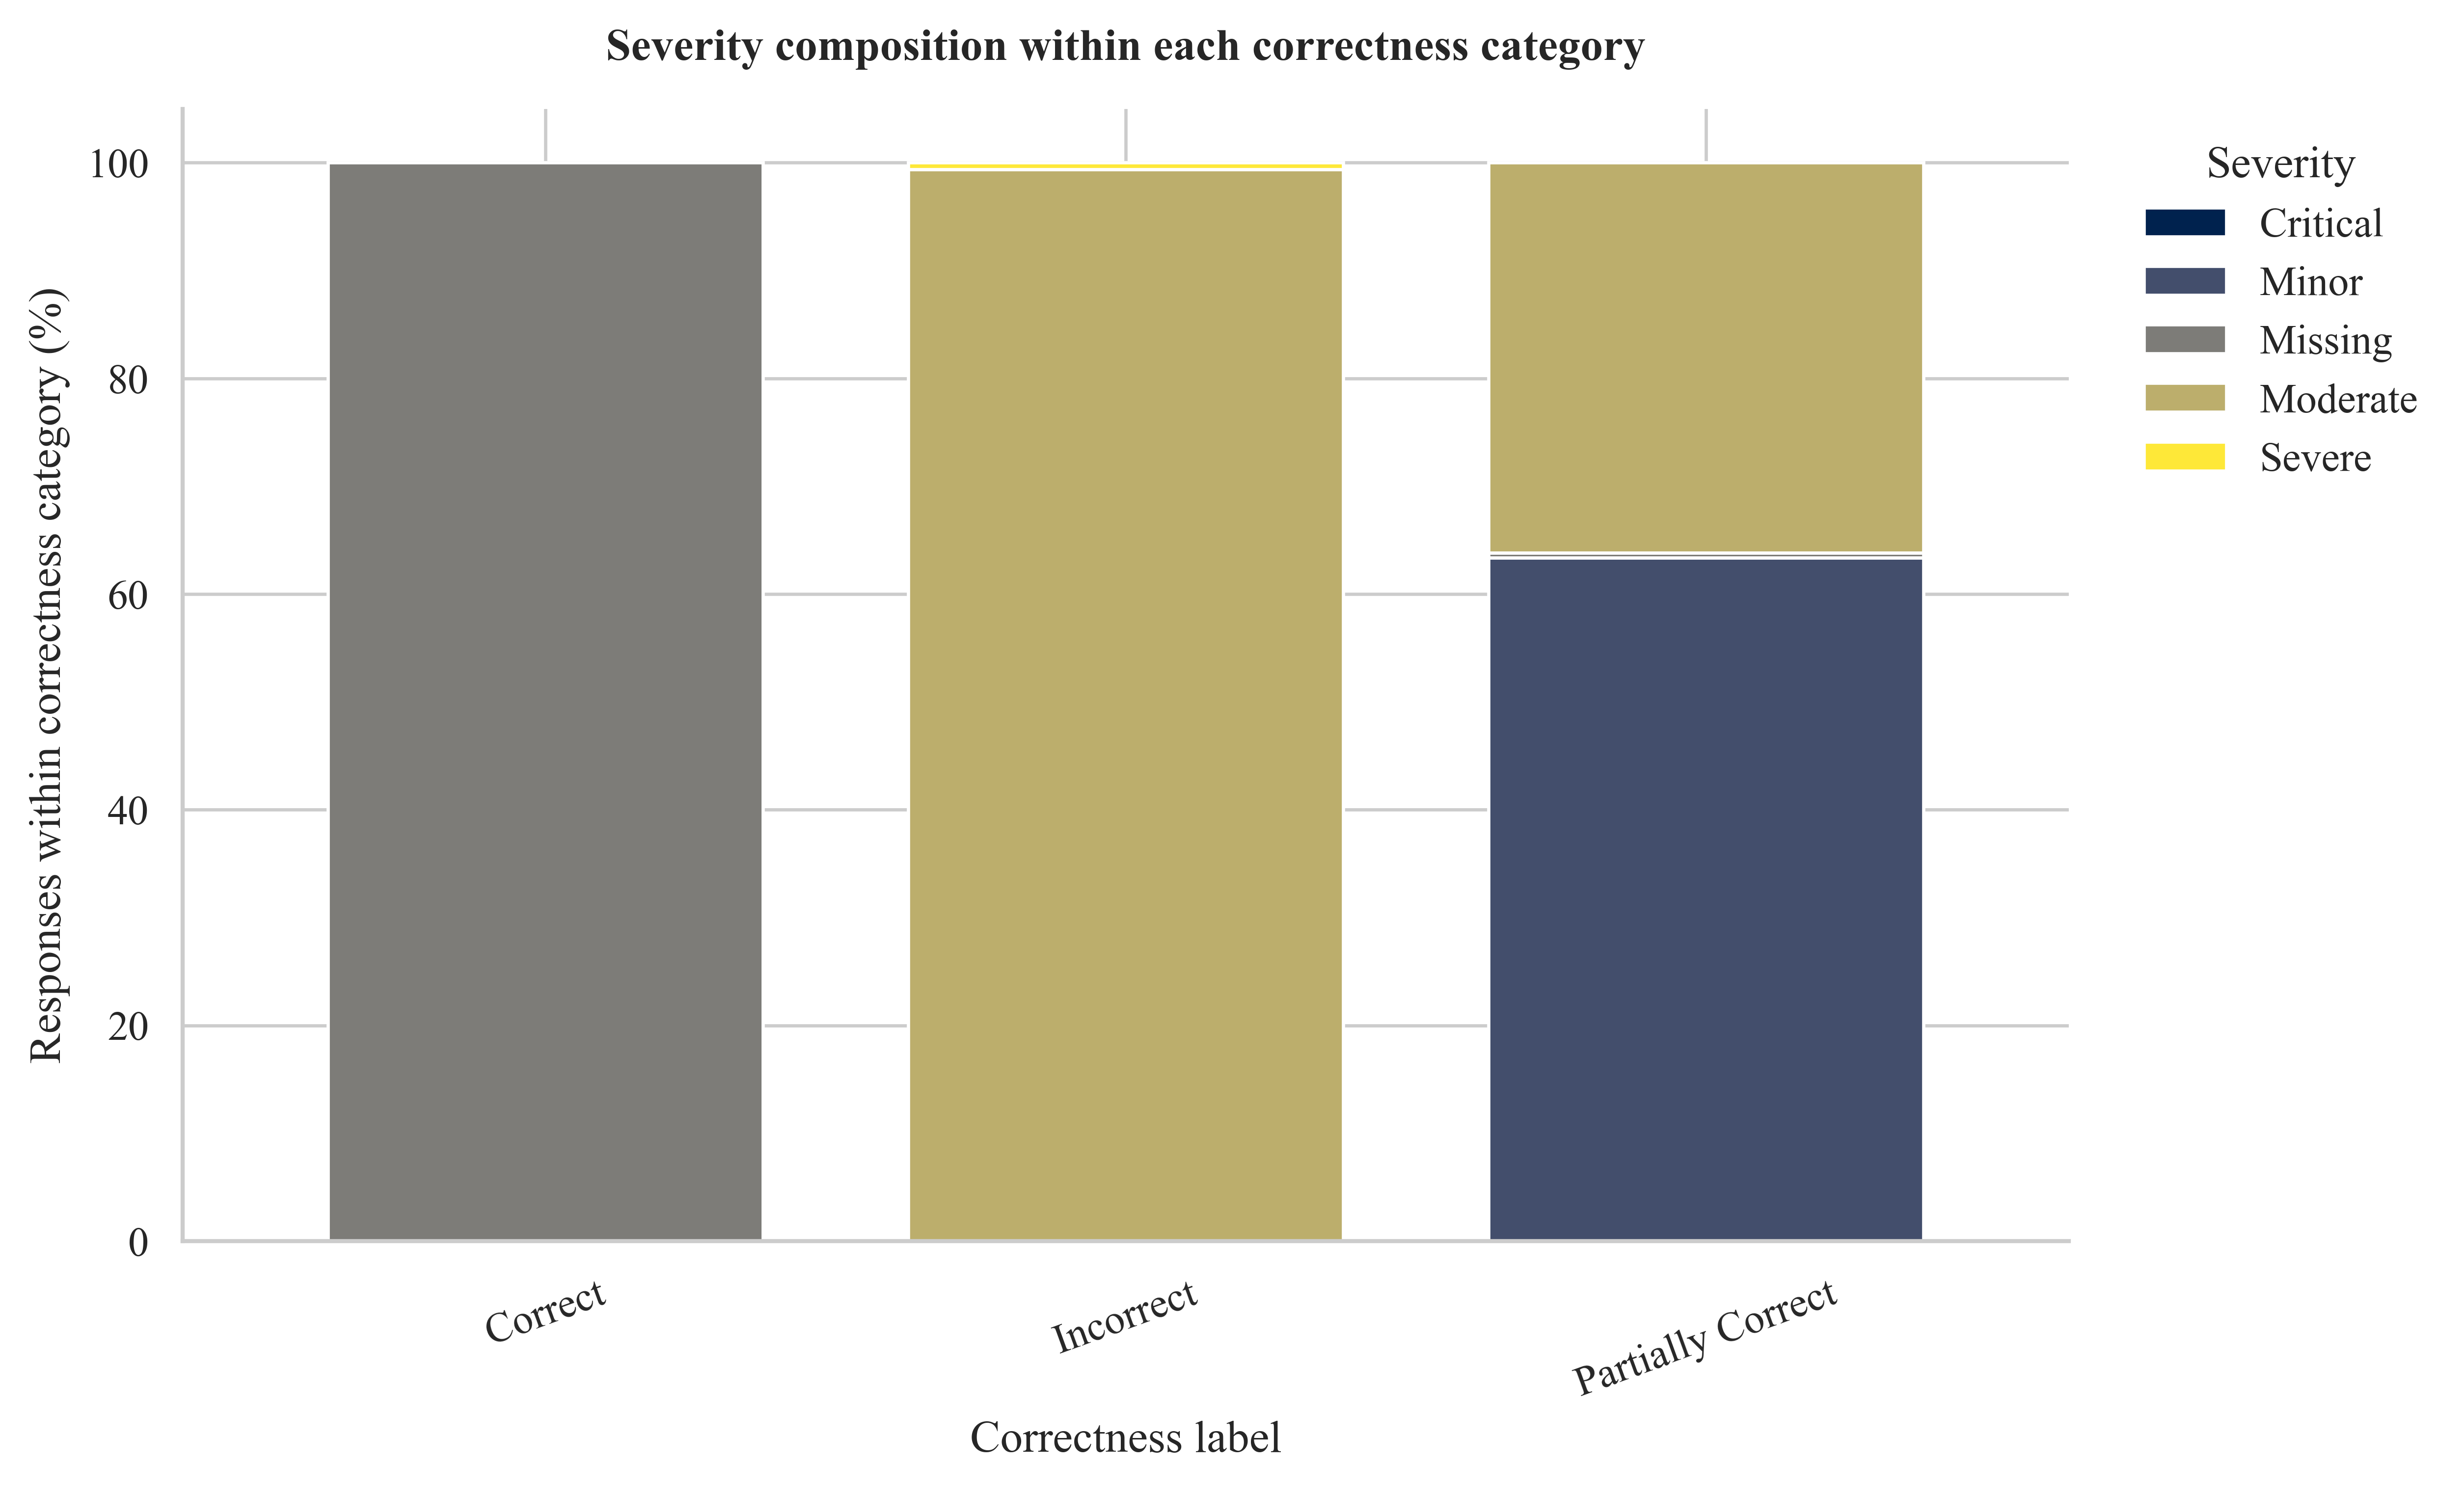 Severity composition within each correctness category
Responses within correctness category (%)
100
80
60
40
20
0
Correct
Incorrect
Partially Correct
Correctness label
Severity
Critical
Minor
Missing
Moderate
Severe